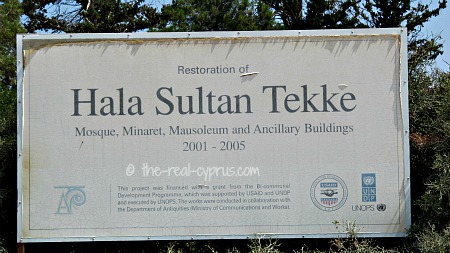 Restoration of
Hala Sultan Tekke
Mosque, Minaret, Mausoleum and Ancillary Buildings
2001 - 2005
© the-real-cyprus.com
This project was financed with a grant from the Bi-communal
Development Programme, which was supported by USAID and UNDP
and executed by UNOPS. The works were conducted in collaboration with
the Department of Antiquities (Ministry of Communications and Works).
USAID
UN
DP
UNOPS